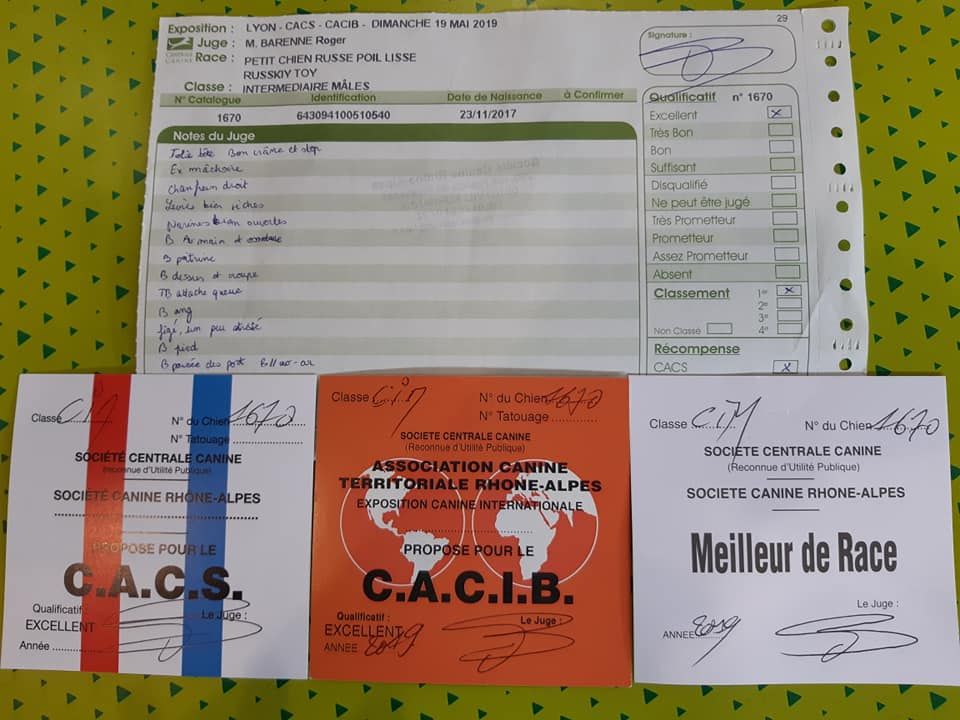 29
Exposition : LYON - CACS - CACIB - DIMANCHE 19 MAI 2019
Juge : M. BARENNE Roger
CENTRALE CANINE
Race : PETIT CHIEN RUSSE POIL LISSE
RUSSKIY TOY
Classe : INTERMEDIAIRE MÂLES
Signature :
N° Catalogue Identification Date de Naissance à Confirmer
1670 643094100510540 23/11/2017
Notes du Juge
Jolie tête Bon crâne et stop
Ex mâchoire
Chanfrein droit
Lèvres bien sèches
Narines bien ouvertes
B
B poitrine
B dessus et croupe
TB attache queue
B ang
figé, un peu
B pied
B
Qualificatif n° 1670
Excellent x
Très Bon
Bon
Suffisant
Disqualifié
Ne peut être jugé
Très Prometteur
Prometteur
Assez Prometteur
Absent
Classement 1er x
2e
3e
Non Classé 4e
Récompense
CACS x
Classe CIM
N° du Chien 1670
N° Tatouage
SOCIÉTÉ CENTRALE CANINE
(Reconnue d'Utilité Publique)
SOCIÉTÉ CANINE RHONE-ALPES
PROPOSE POUR LE
C.A.C.S.
Qualificatif :
EXCELLENT
Le Juge :
Année
Classe CIM
N° du Chien 1670
N° Tatouage
SOCIETE CENTRALE CANINE
(Reconnue d'Utilité Publique)
ASSOCIATION CANINE
TERRITORIALE RHONE-ALPES
EXPOSITION CANINE INTERNATIONALE
PROPOSE POUR LE
C.A.C.I.B.
Qualificatif :
EXCELLENT
Le Juge :
ANNEE 2019
Classe CIM
N° du Chien 1670
SOCIETE CENTRALE CANINE
(Reconnue d'Utilité Publique)
SOCIETE CANINE RHONE-ALPES
Meilleur de Race
Le Juge :
ANNEE 2019